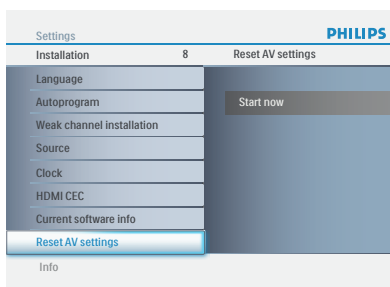 Settings
PHILIPS
Installation 8 Reset AV settings
Language
Autoprogram
Start now
Weak channel installation
Source
Clock
HDMI CEC
Current software info
Reset AV settings
Info